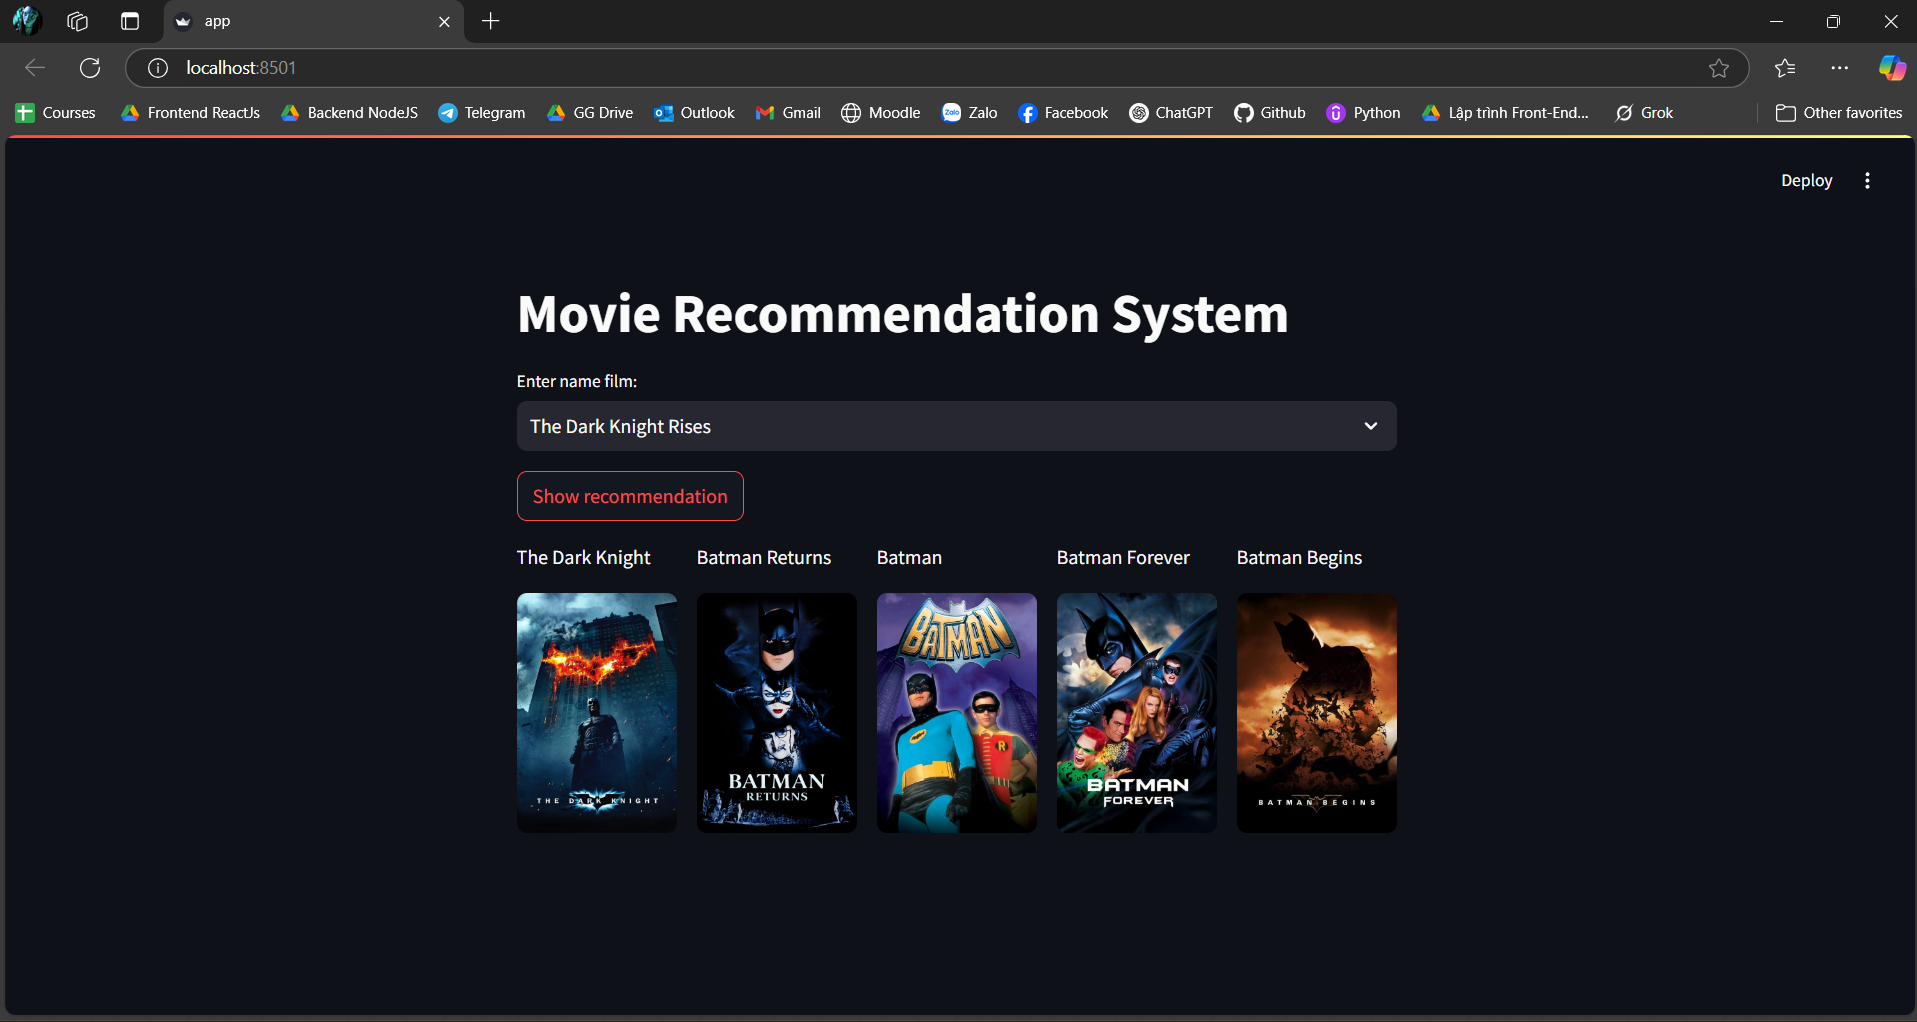 app
localhost:8501
Courses Frontend ReactJs Backend NodeJS Telegram GG Drive Outlook Gmail Moodle Zalo Facebook ChatGPT Github Python Lập trình Front-End... Grok Other favorites
Deploy
Movie Recommendation System
Enter name film:
The Dark Knight Rises
Show recommendation
The Dark Knight Batman Returns Batman Batman Forever Batman Begins
THE DARK KNIGHT
BATMAN
RETURNS
BATMAN
BATMAN
FOREVER
BATMAN BEGINS